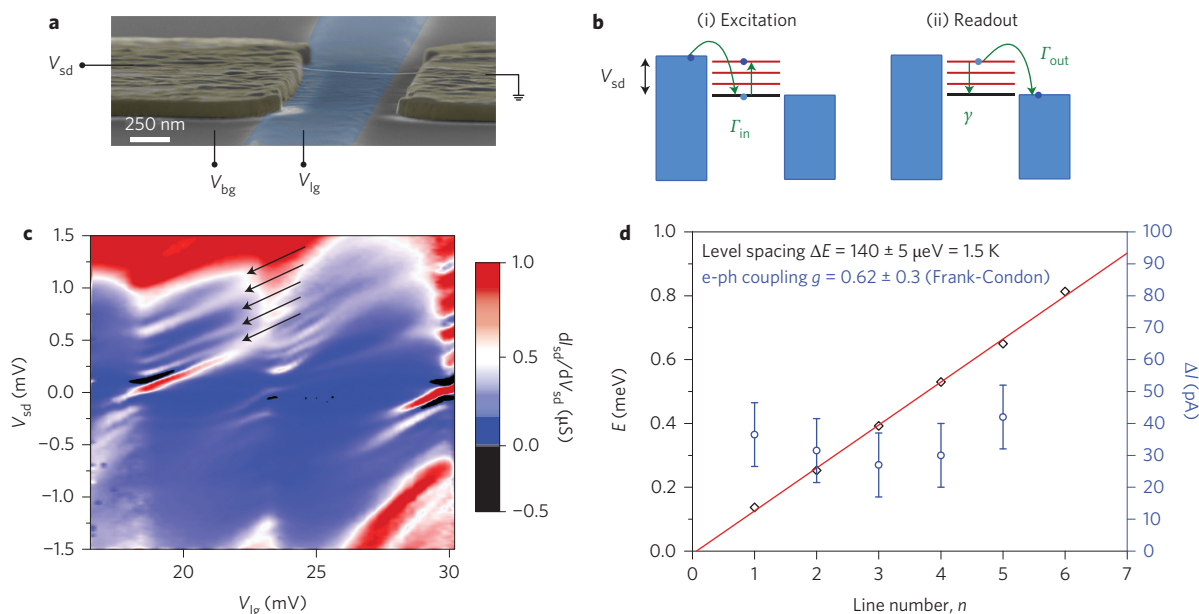 a
V_sd
250 nm
V_bg
V_lg
b
(i) Excitation
(ii) Readout
V_sd
Γ_in
Γ_out
γ
c
1.5
1.0
0.5
0.0
−0.5
−1.0
−1.5
V_sd (mV)
20
25
30
V_lg (mV)
1.0
0.5
0.0
−0.5
dI_sd/dV_sd (μS)
d
Level spacing ΔE = 140 ± 5 μeV = 1.5 K
e-ph coupling g = 0.62 ± 0.3 (Frank-Condon)
E (meV)
0.8
0.6
0.4
0.2
0.0
0
1
2
3
4
5
6
7
Line number, n
100
90
80
70
60
50
40
30
20
10
0
ΔI (pA)